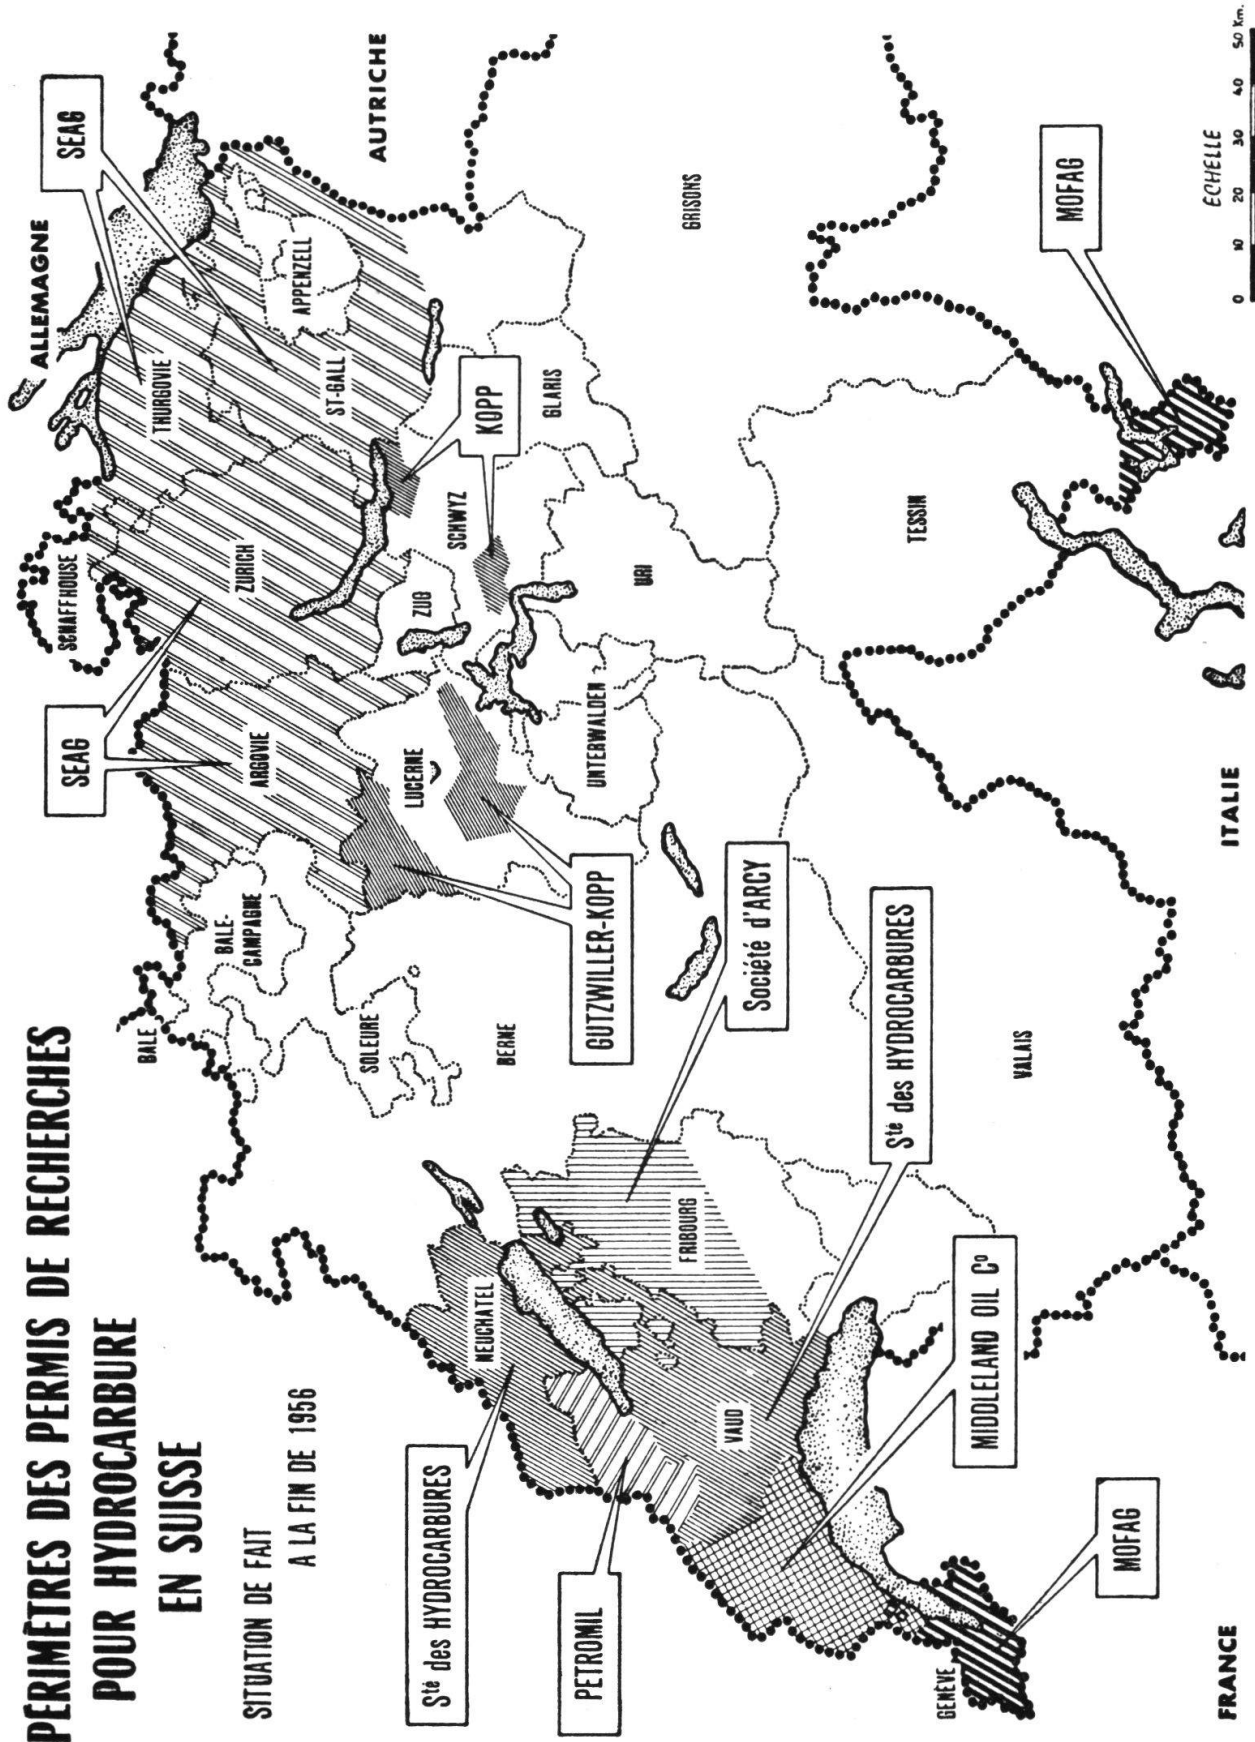 PÉRIMÈTRES DES PERMIS DE RECHERCHES
POUR HYDROCARBURE
EN SUISSE
SITUATION DE FAIT
A LA FIN DE 1956
ALLEMAGNE
AUTRICHE
SEAG
SEAG
SCHAFFHOUSE
THURGOVIE
BALE
BALE-
CAMPAGNE
ARGOVIE
ZURICH
ST-GALL
APPENZELL
SOLEURE
LUCERNE
ZUG
SCHWYZ
KOPP
GLARIS
Sté des HYDROCARBURES
NEUCHATEL
BERNE
GUTZWILLER-KOPP
UNTERWALDEN
URI
GRISONS
PETROMIL
FRIBOURG
Société d'ARCY
VAUD
Sté des HYDROCARBURES
TESSIN
GENÈVE
MIDDLELAND OIL Cº
VALAIS
MOFAG
MOFAG
FRANCE
ITALIE
ECHELLE
0 10 20 30 40 50 Km.